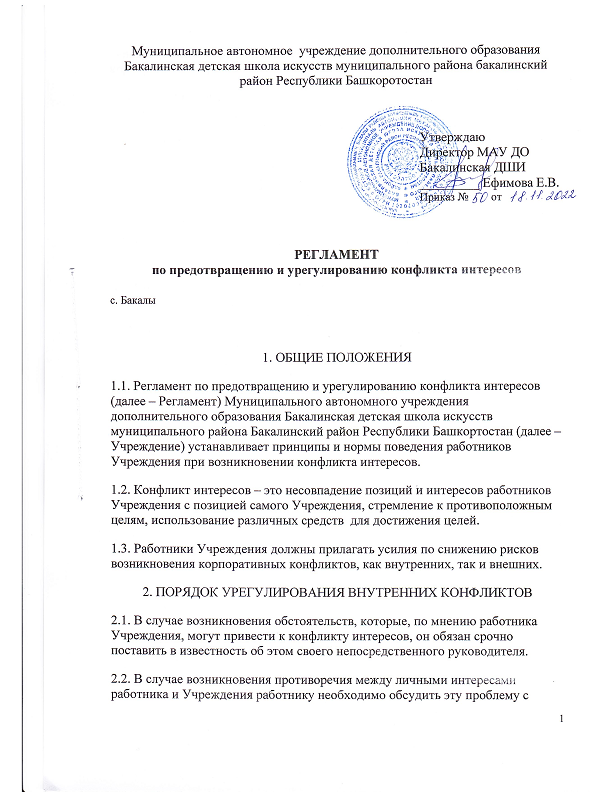 Муниципальное автономное учреждение дополнительного образования
Бакалинская детская школа искусств муниципального района бакалинский
район Республики Башкоротостан
Утверждаю
Директор МАУ ДО
Бакалинская ДШИ
__________Ефимова Е.В.
Приказ № 50 от 18.11.2022
РЕГЛАМЕНТ
по предотвращению и урегулированию конфликта интересов
с. Бакалы
1. ОБЩИЕ ПОЛОЖЕНИЯ
1.1. Регламент по предотвращению и урегулированию конфликта интересов
(далее – Регламент) Муниципального автономного учреждения
дополнительного образования Бакалинская детская школа искусств
муниципального района Бакалинский район Республики Башкортостан (далее –
Учреждение) устанавливает принципы и нормы поведения работников
Учреждения при возникновении конфликта интересов.
1.2. Конфликт интересов – это несовпадение позиций и интересов работников
Учреждения с позицией самого Учреждения, стремление к противоположным
целям, использование различных средств для достижения целей.
1.3. Работники Учреждения должны прилагать усилия по снижению рисков
возникновения корпоративных конфликтов, как внутренних, так и внешних.
2. ПОРЯДОК УРЕГУЛИРОВАНИЯ ВНУТРЕННИХ КОНФЛИКТОВ
2.1. В случае возникновения обстоятельств, которые, по мнению работника
Учреждения, могут привести к конфликту интересов, он обязан срочно
поставить в известность об этом своего непосредственного руководителя.
2.2. В случае возникновения противоречия между личными интересами
работника и Учреждения работнику необходимо обсудить эту проблему с
1